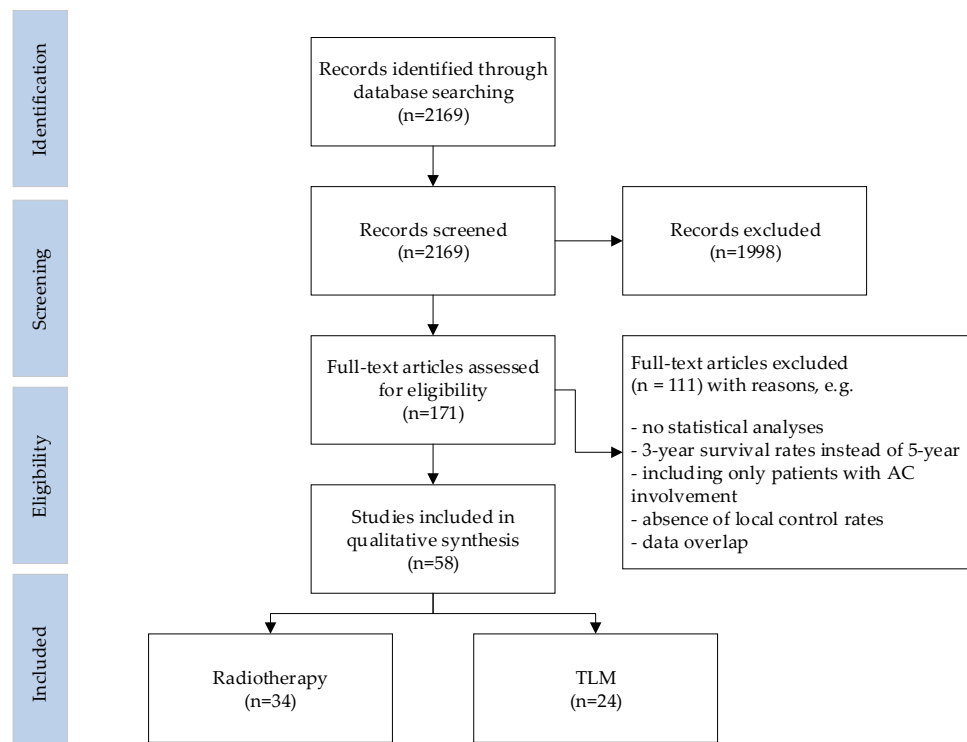 Identification
Records identified through
database searching
(n=2169)
Screening
Records screened
(n=2169)
Records excluded
(n=1998)
Eligibility
Full-text articles assessed
for eligibility
(n=171)
Full-text articles excluded
(n = 111) with reasons, e.g.
- no statistical analyses
- 3-year survival rates instead of 5-year
- including only patients with AC
involvement
- absence of local control rates
- data overlap
Studies included in
qualitative synthesis
(n=58)
Included
Radiotherapy
(n=34)
TLM
(n=24)